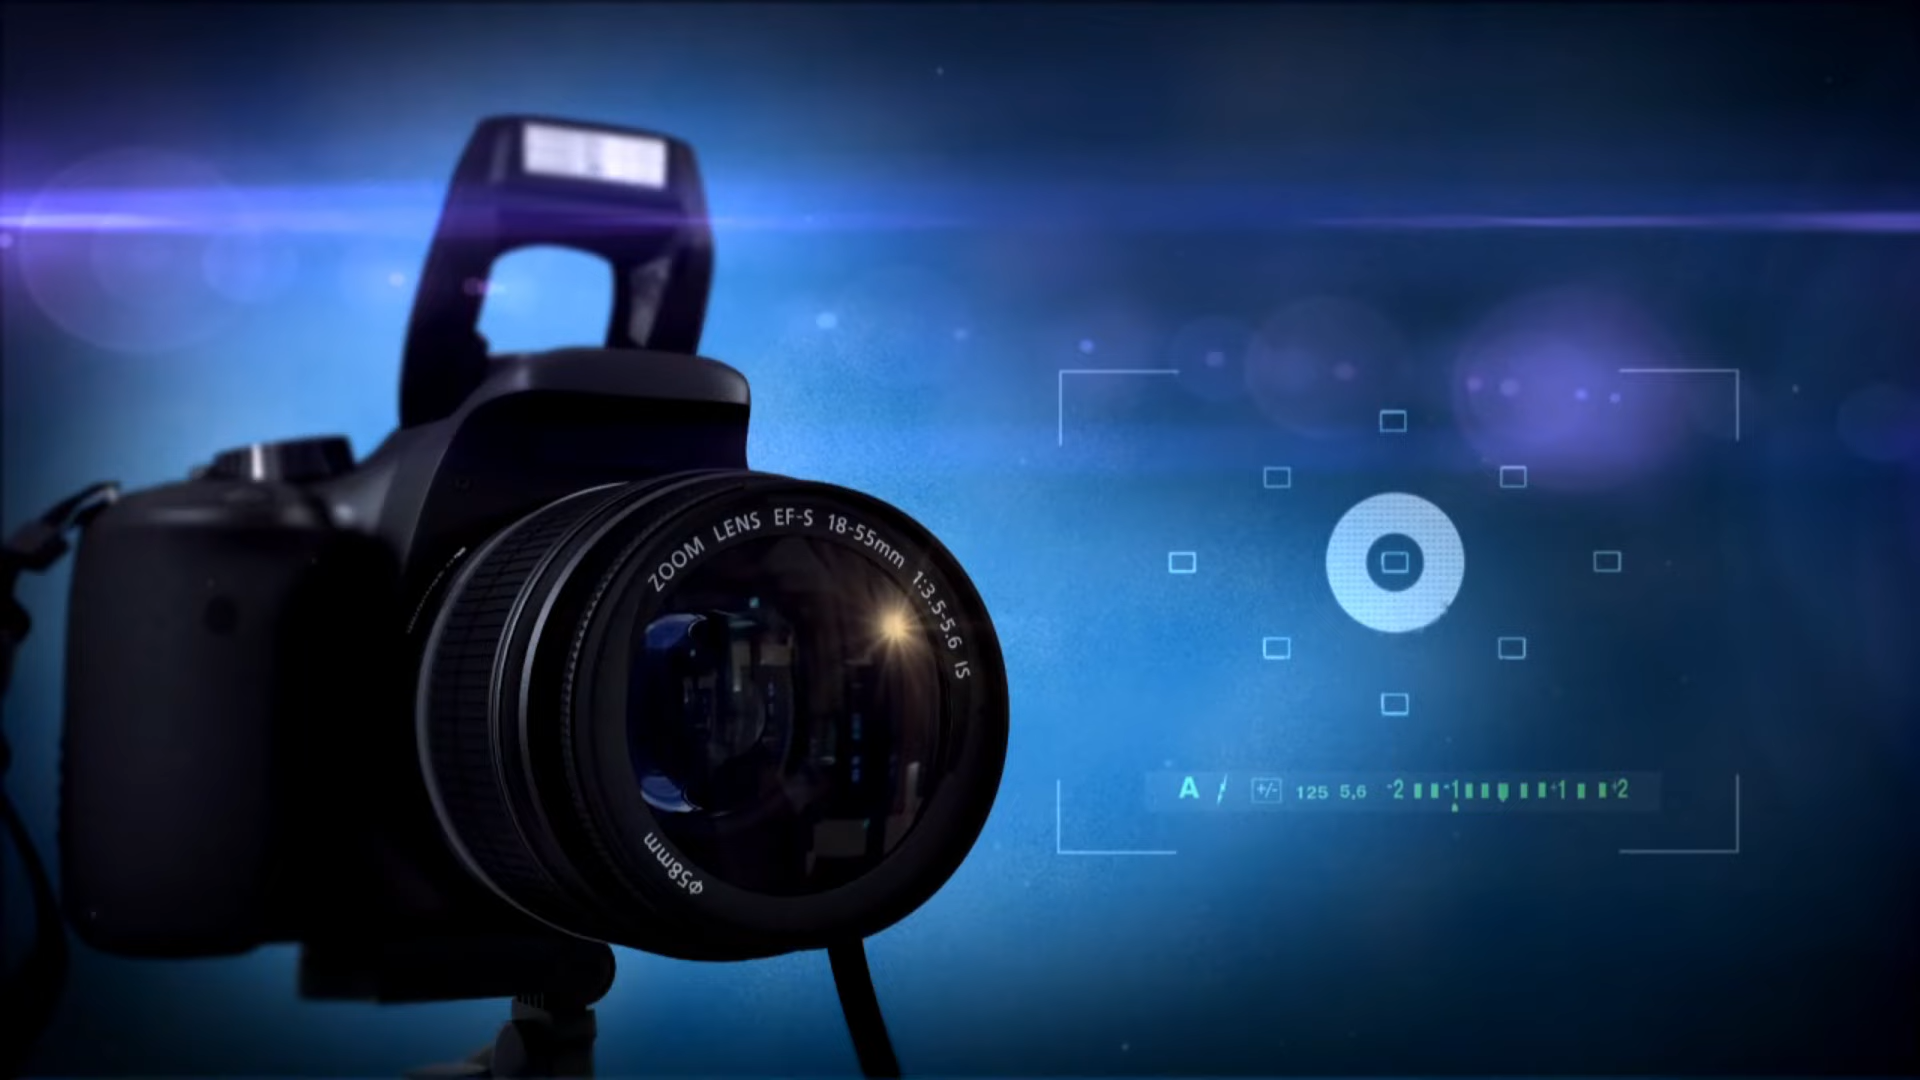 ZOOM LENS EF-S 18-55mm 1:3.5-5.6 IS
φ58mm
A +/- 125 5,6 -2 -1 +1 +2